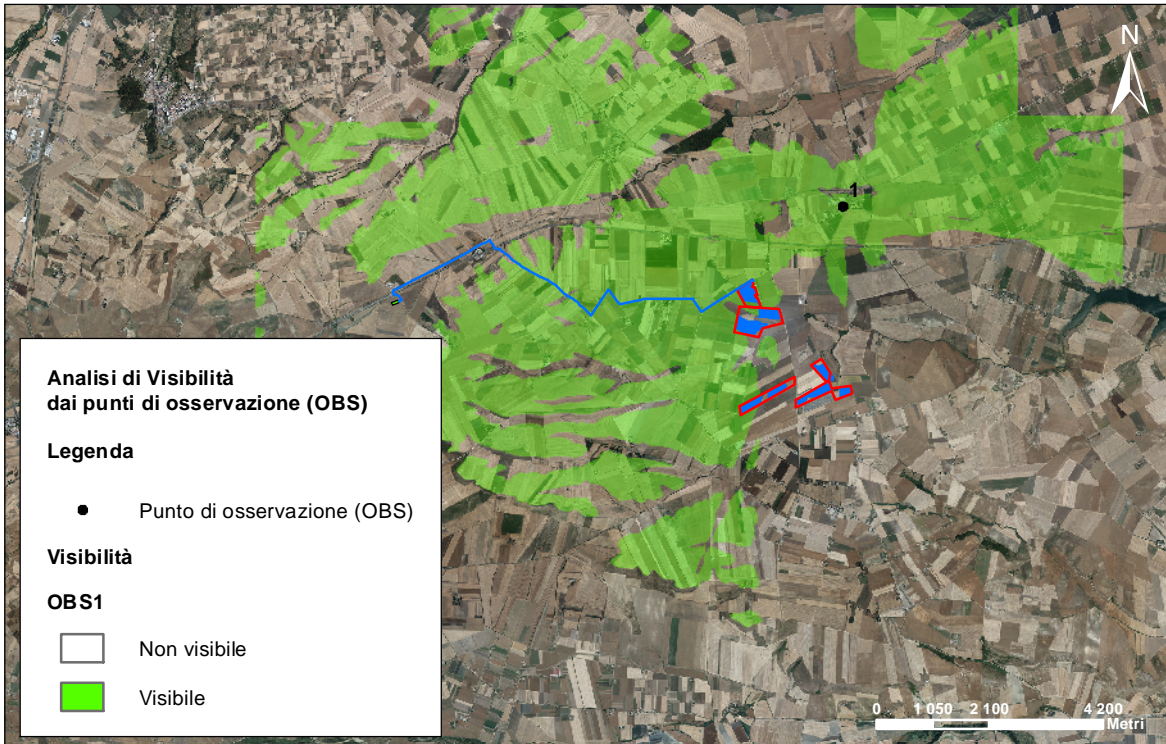 N
1
Analisi di Visibilità
dai punti di osservazione (OBS)
Legenda
Punto di osservazione (OBS)
Visibilità
OBS1
Non visibile
Visibile
0 1 050 2 100 4 200
Metri